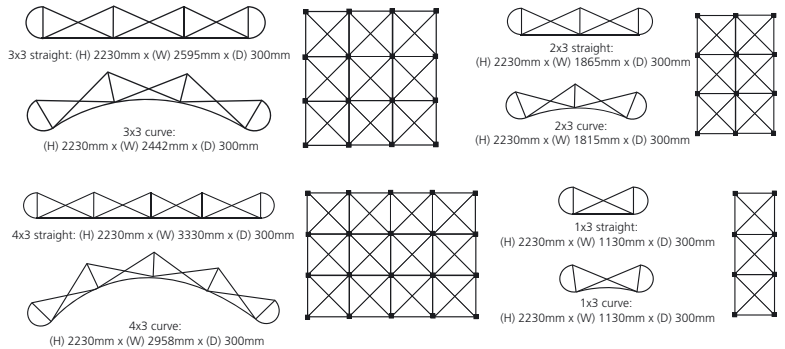 3x3 straight: (H) 2230mm x (W) 2595mm x (D) 300mm
3x3 curve:
(H) 2230mm x (W) 2442mm x (D) 300mm
2x3 straight:
(H) 2230mm x (W) 1865mm x (D) 300mm
2x3 curve:
(H) 2230mm x (W) 1815mm x (D) 300mm
4x3 straight: (H) 2230mm x (W) 3330mm x (D) 300mm
4x3 curve:
(H) 2230mm x (W) 2958mm x (D) 300mm
1x3 straight:
(H) 2230mm x (W) 1130mm x (D) 300mm
1x3 curve:
(H) 2230mm x (W) 1130mm x (D) 300mm